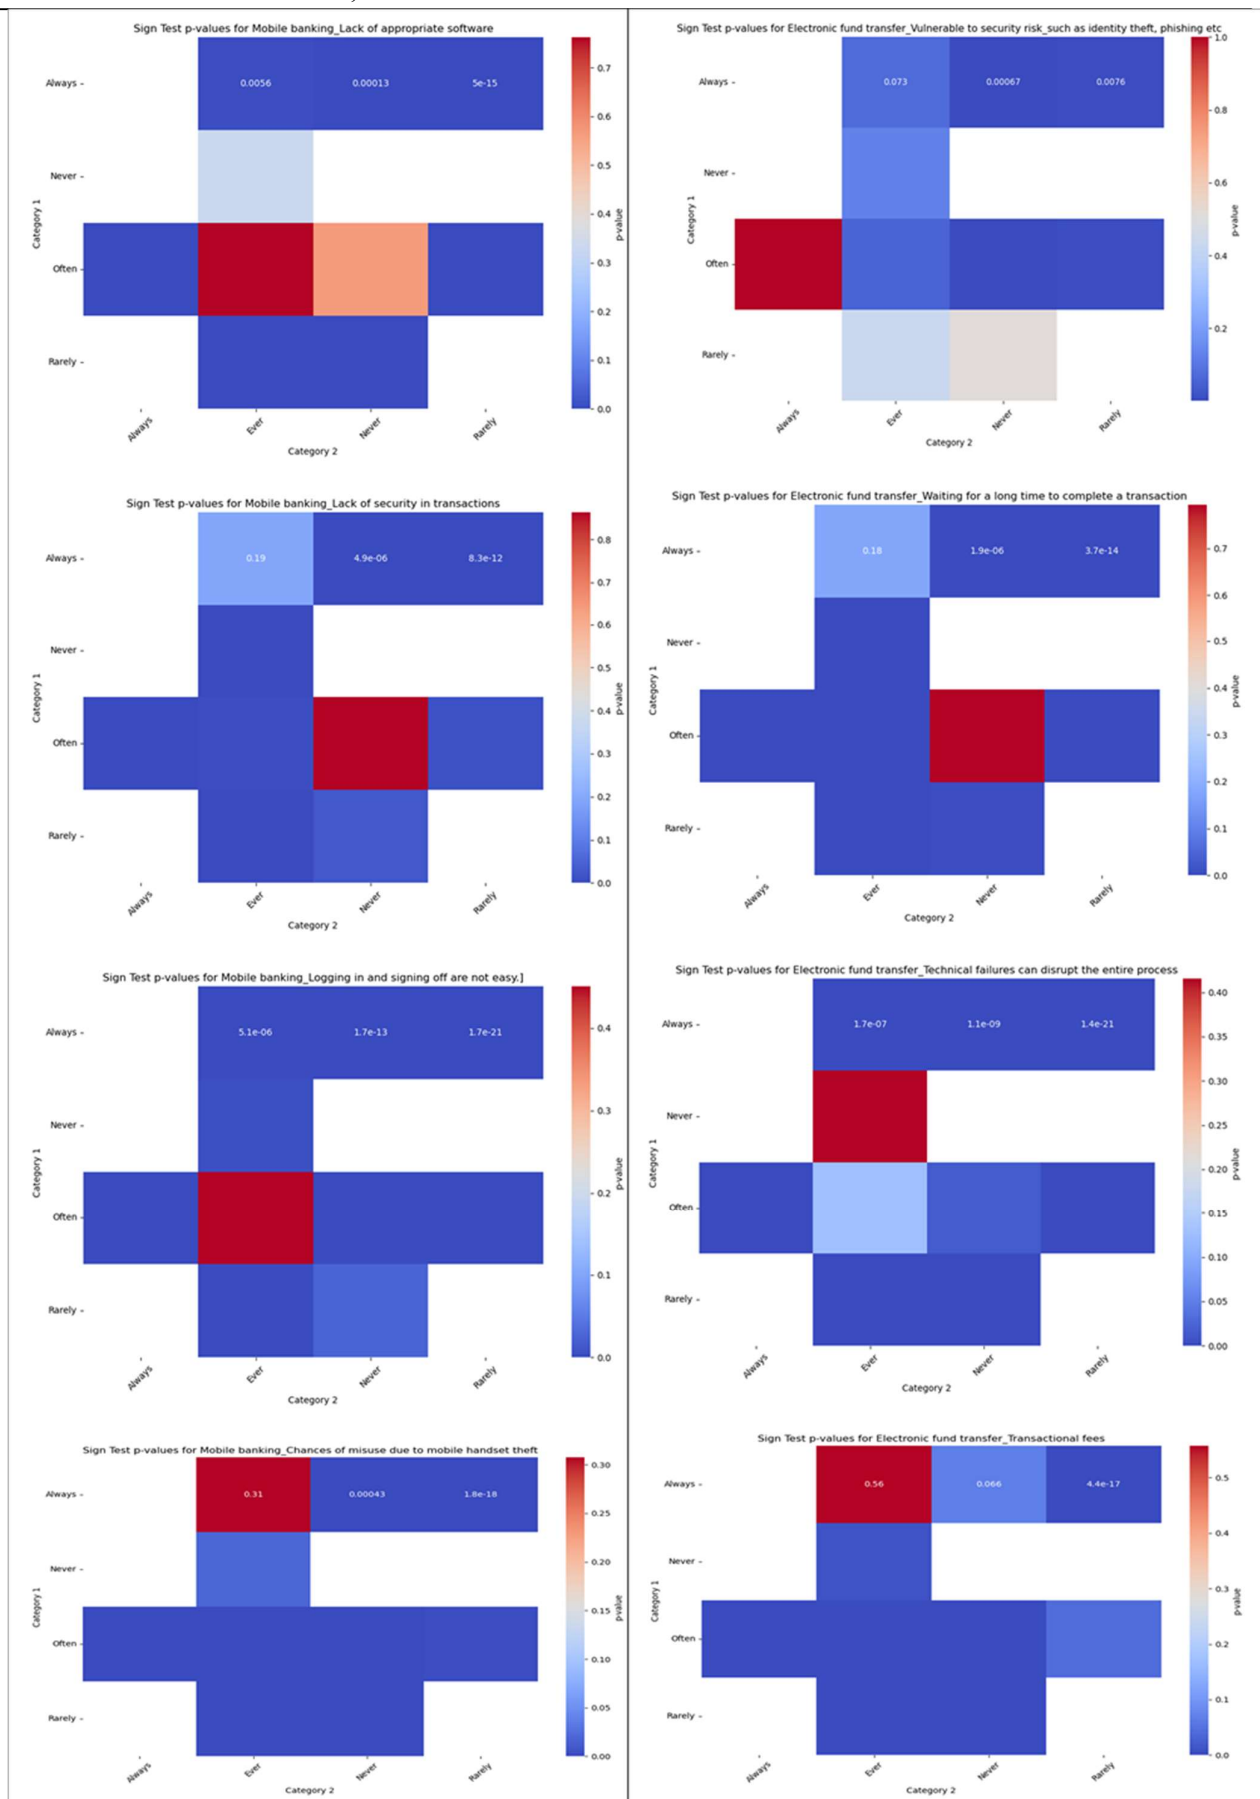 Sign Test p-values for Mobile banking_Lack of appropriate software
Always
0.0056 0.00013 5e-15
Never
Often
Rarely
Category 1
Always Ever Never Rarely
Category 2
0.7
0.6
0.5
0.4
0.3
0.2
0.1
0.0
p-value
Sign Test p-values for Electronic fund transfer_Vulnerable to security risk_such as identity theft, phishing etc
Always
0.073 0.00067 0.0076
Never
Often
Rarely
Category 1
Always Ever Never Rarely
Category 2
1.0
0.8
0.6
0.4
0.2
p-value
Sign Test p-values for Mobile banking_Lack of security in transactions
Always
0.19 4.9e-06 8.3e-12
Never
Often
Rarely
Category 1
Always Ever Never Rarely
Category 2
0.8
0.7
0.6
0.5
0.4
0.3
0.2
0.1
0.0
p-value
Sign Test p-values for Electronic fund transfer_Waiting for a long time to complete a transaction
Always
0.18 1.9e-06 3.7e-14
Never
Often
Rarely
Category 1
Always Ever Never Rarely
Category 2
0.7
0.6
0.5
0.4
0.3
0.2
0.1
0.0
p-value
Sign Test p-values for Mobile banking_Logging in and signing off are not easy.]
Always
5.1e-06 1.7e-13 1.7e-21
Never
Often
Rarely
Category 1
Always Ever Never Rarely
Category 2
0.4
0.3
0.2
0.1
0.0
p-value
Sign Test p-values for Electronic fund transfer_Technical failures can disrupt the entire process
Always
1.7e-07 1.1e-09 1.4e-21
Never
Often
Rarely
Category 1
Always Ever Never Rarely
Category 2
0.40
0.35
0.30
0.25
0.20
0.15
0.10
0.05
0.00
p-value
Sign Test p-values for Mobile banking_Chances of misuse due to mobile handset theft
Always
0.31 0.00043 1.8e-18
Never
Often
Rarely
Category 1
Always Ever Never Rarely
Category 2
0.30
0.25
0.20
0.15
0.10
0.05
0.00
p-value
Sign Test p-values for Electronic fund transfer_Transactional fees
Always
0.56 0.066 4.4e-17
Never
Often
Rarely
Category 1
Always Ever Never Rarely
Category 2
0.5
0.4
0.3
0.2
0.1
0.0
p-value